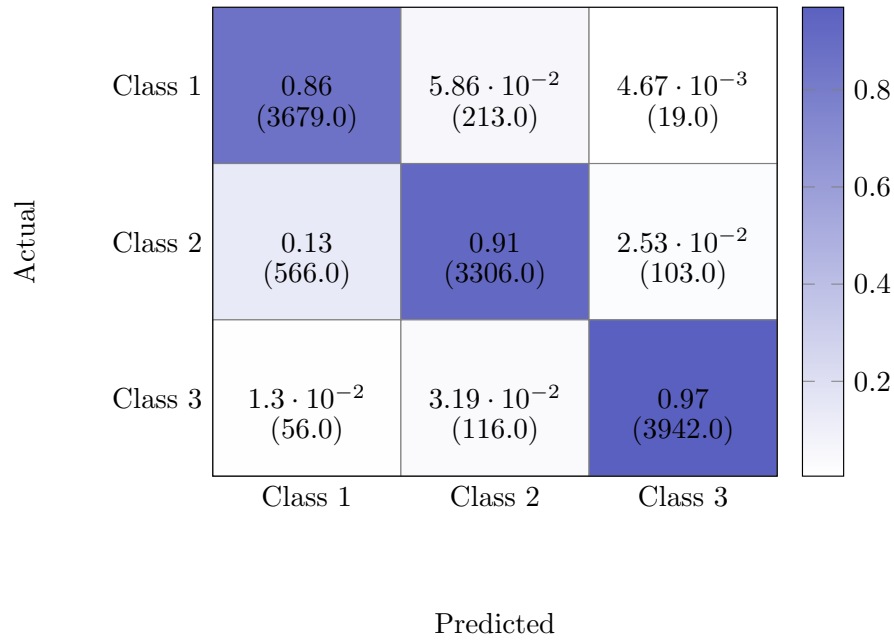 Class 1
0.86
(3679.0)
5.86 · 10⁻²
(213.0)
4.67 · 10⁻³
(19.0)
Class 2
0.13
(566.0)
0.91
(3306.0)
2.53 · 10⁻²
(103.0)
Class 3
1.3 · 10⁻²
(56.0)
3.19 · 10⁻²
(116.0)
0.97
(3942.0)
Class 1
Class 2
Class 3
Actual
Predicted
0.8
0.6
0.4
0.2